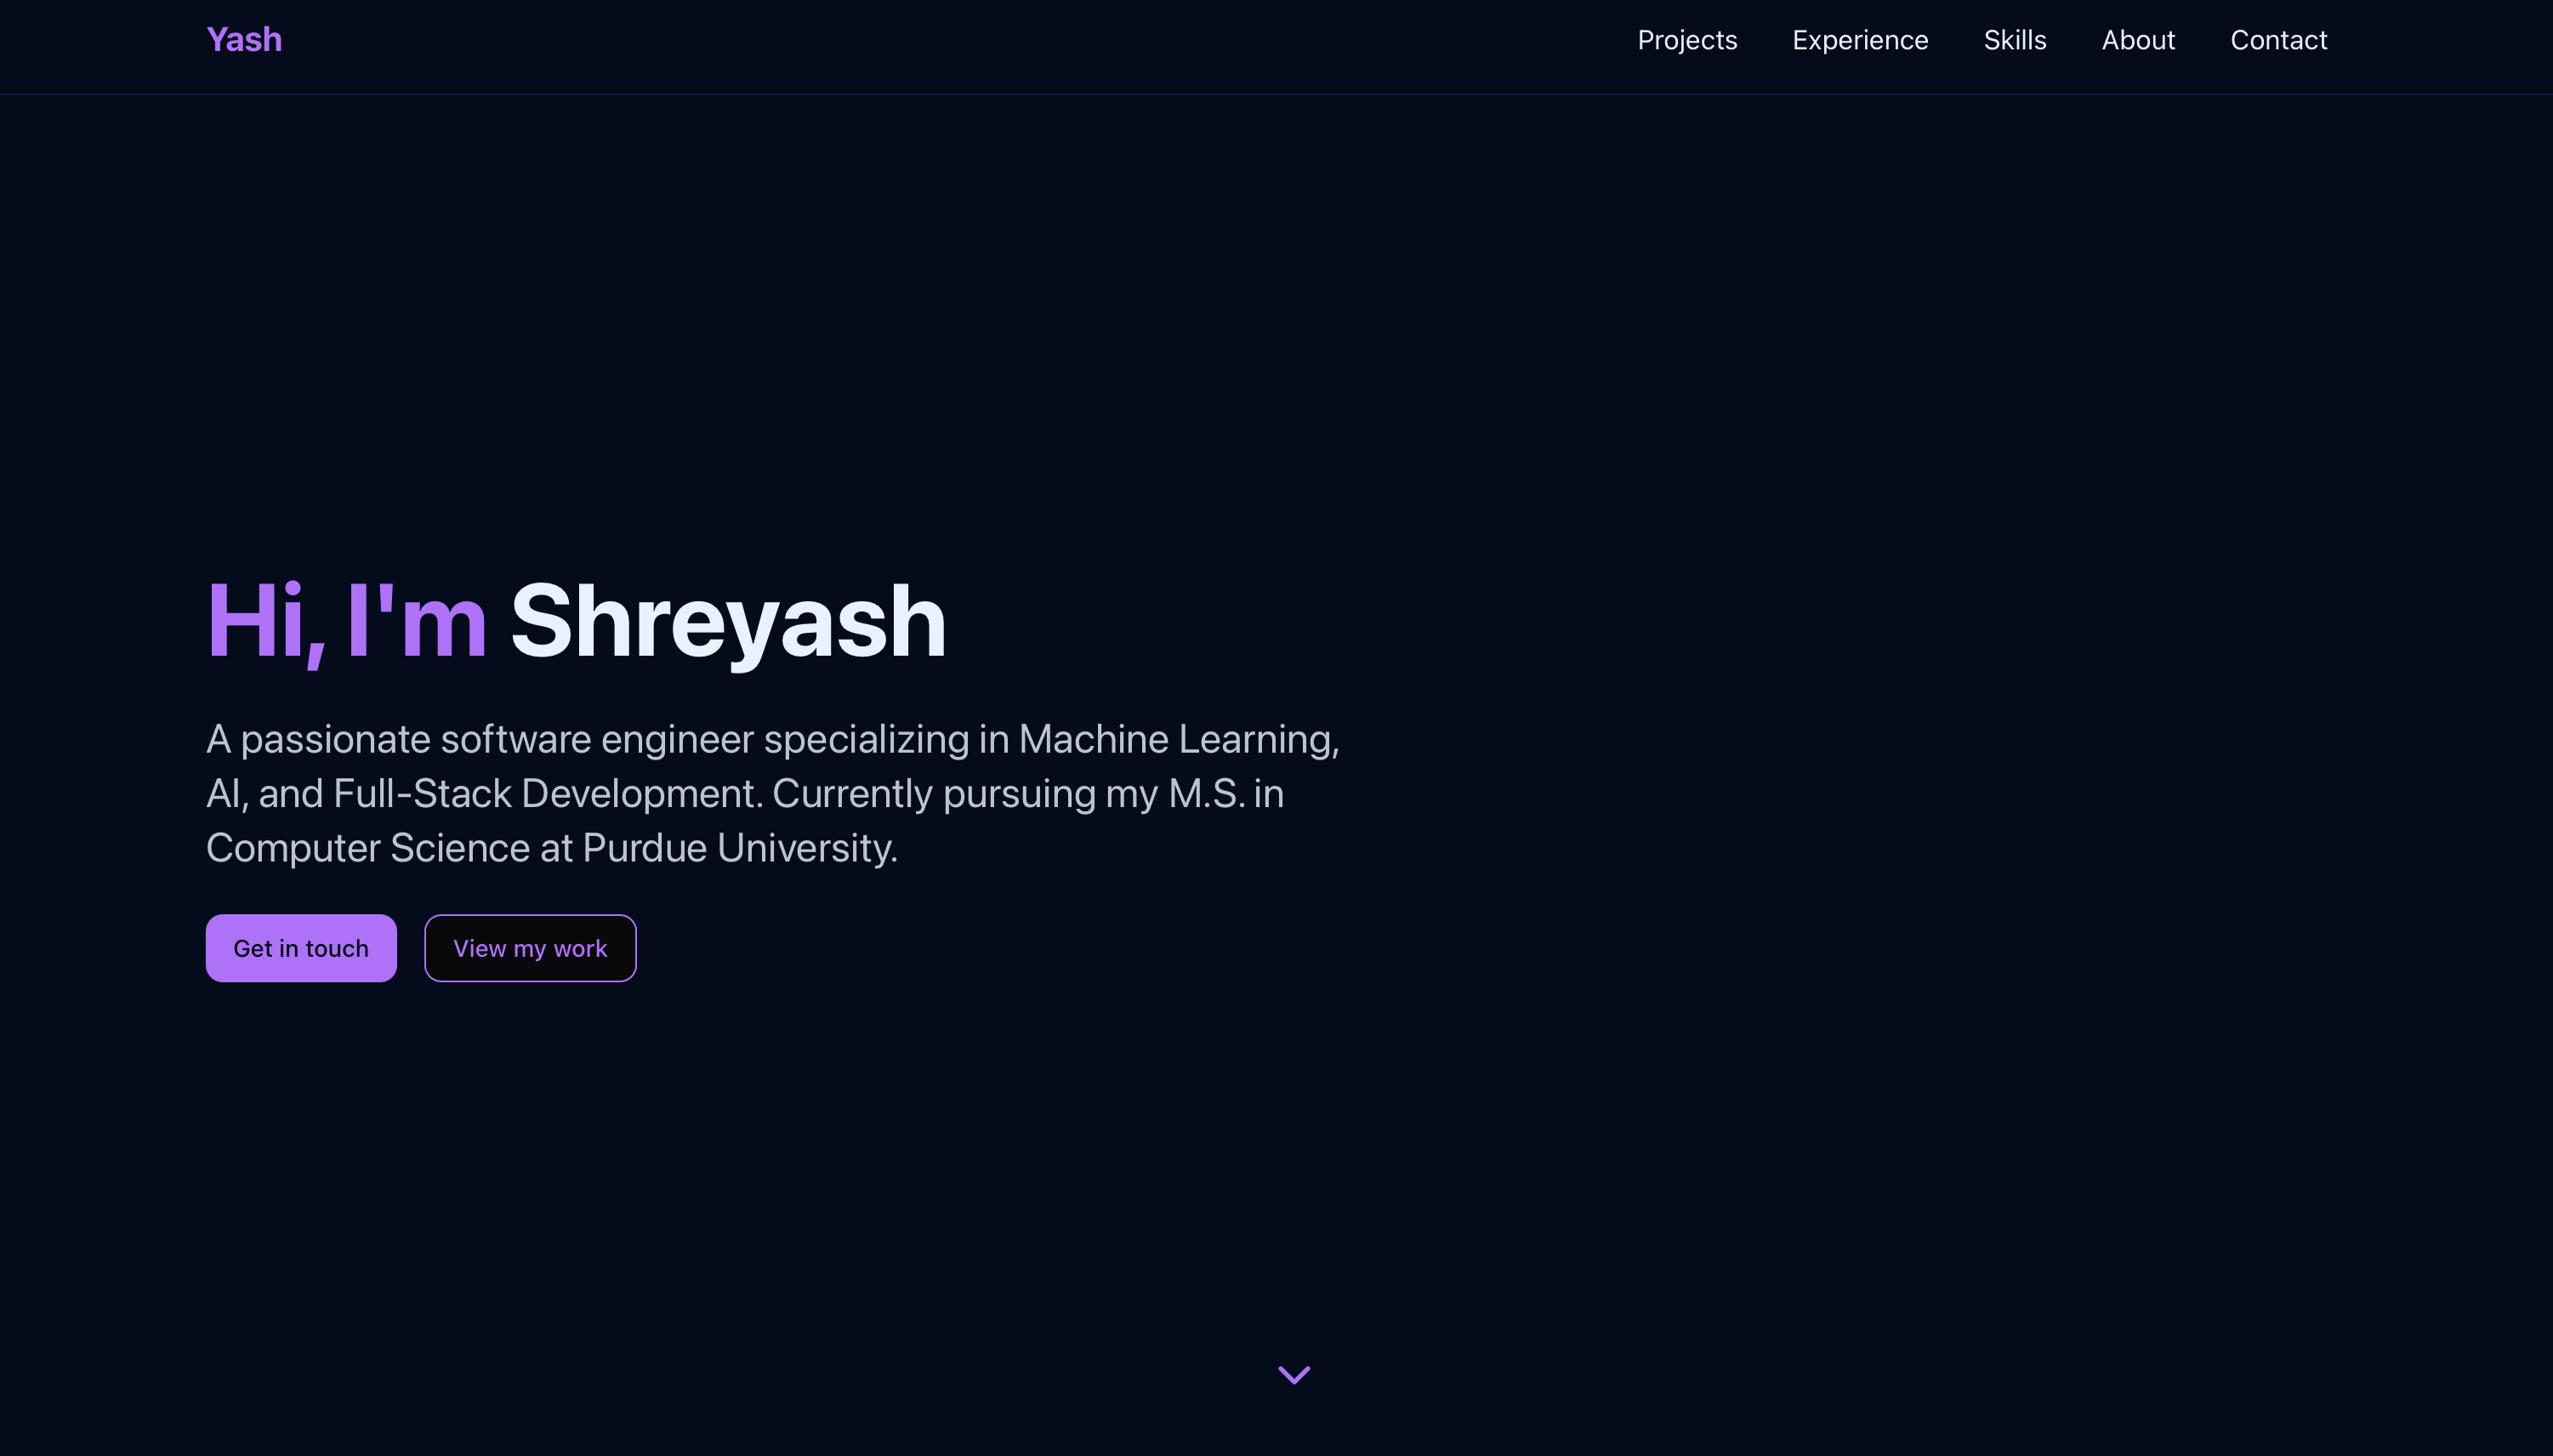 Yash
Projects
Experience
Skills
About
Contact
Hi, I'm Shreyash
A passionate software engineer specializing in Machine Learning,
AI, and Full-Stack Development. Currently pursuing my M.S. in
Computer Science at Purdue University.
Get in touch
View my work